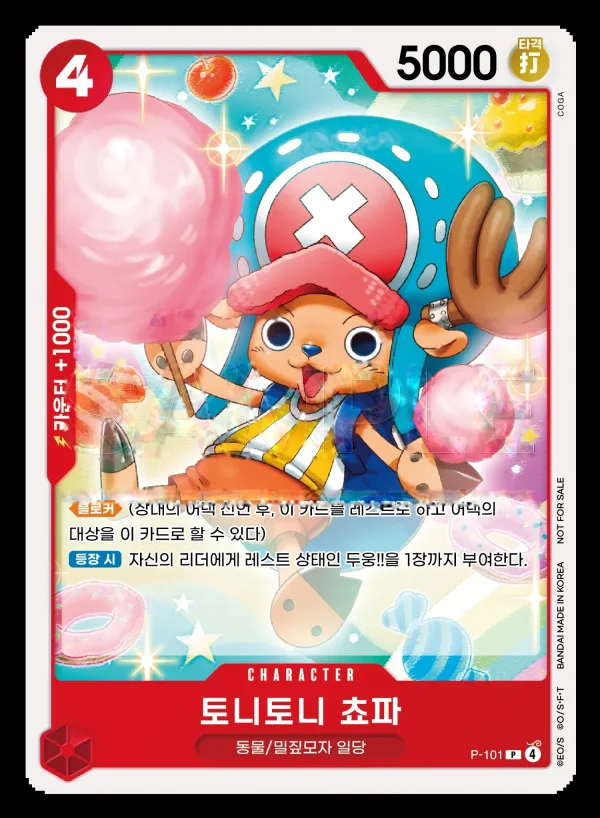 4
5000
타격
打
COGA
카운터 +1000
SAMPLE
블로커 (상대의 어택 선언 후, 이 카드를 레스트로 하고 어택의
대상을 이 카드로 할 수 있다)
등장 시 자신의 리더에게 레스트 상태인 두웅!!을 1장까지 부여한다.
CHARACTER
토니토니 쵸파
동물/밀짚모자 일당
P-101 P 4
©EO/S ©O/S·F·T BANDAI MADE IN KOREA NOT FOR SALE